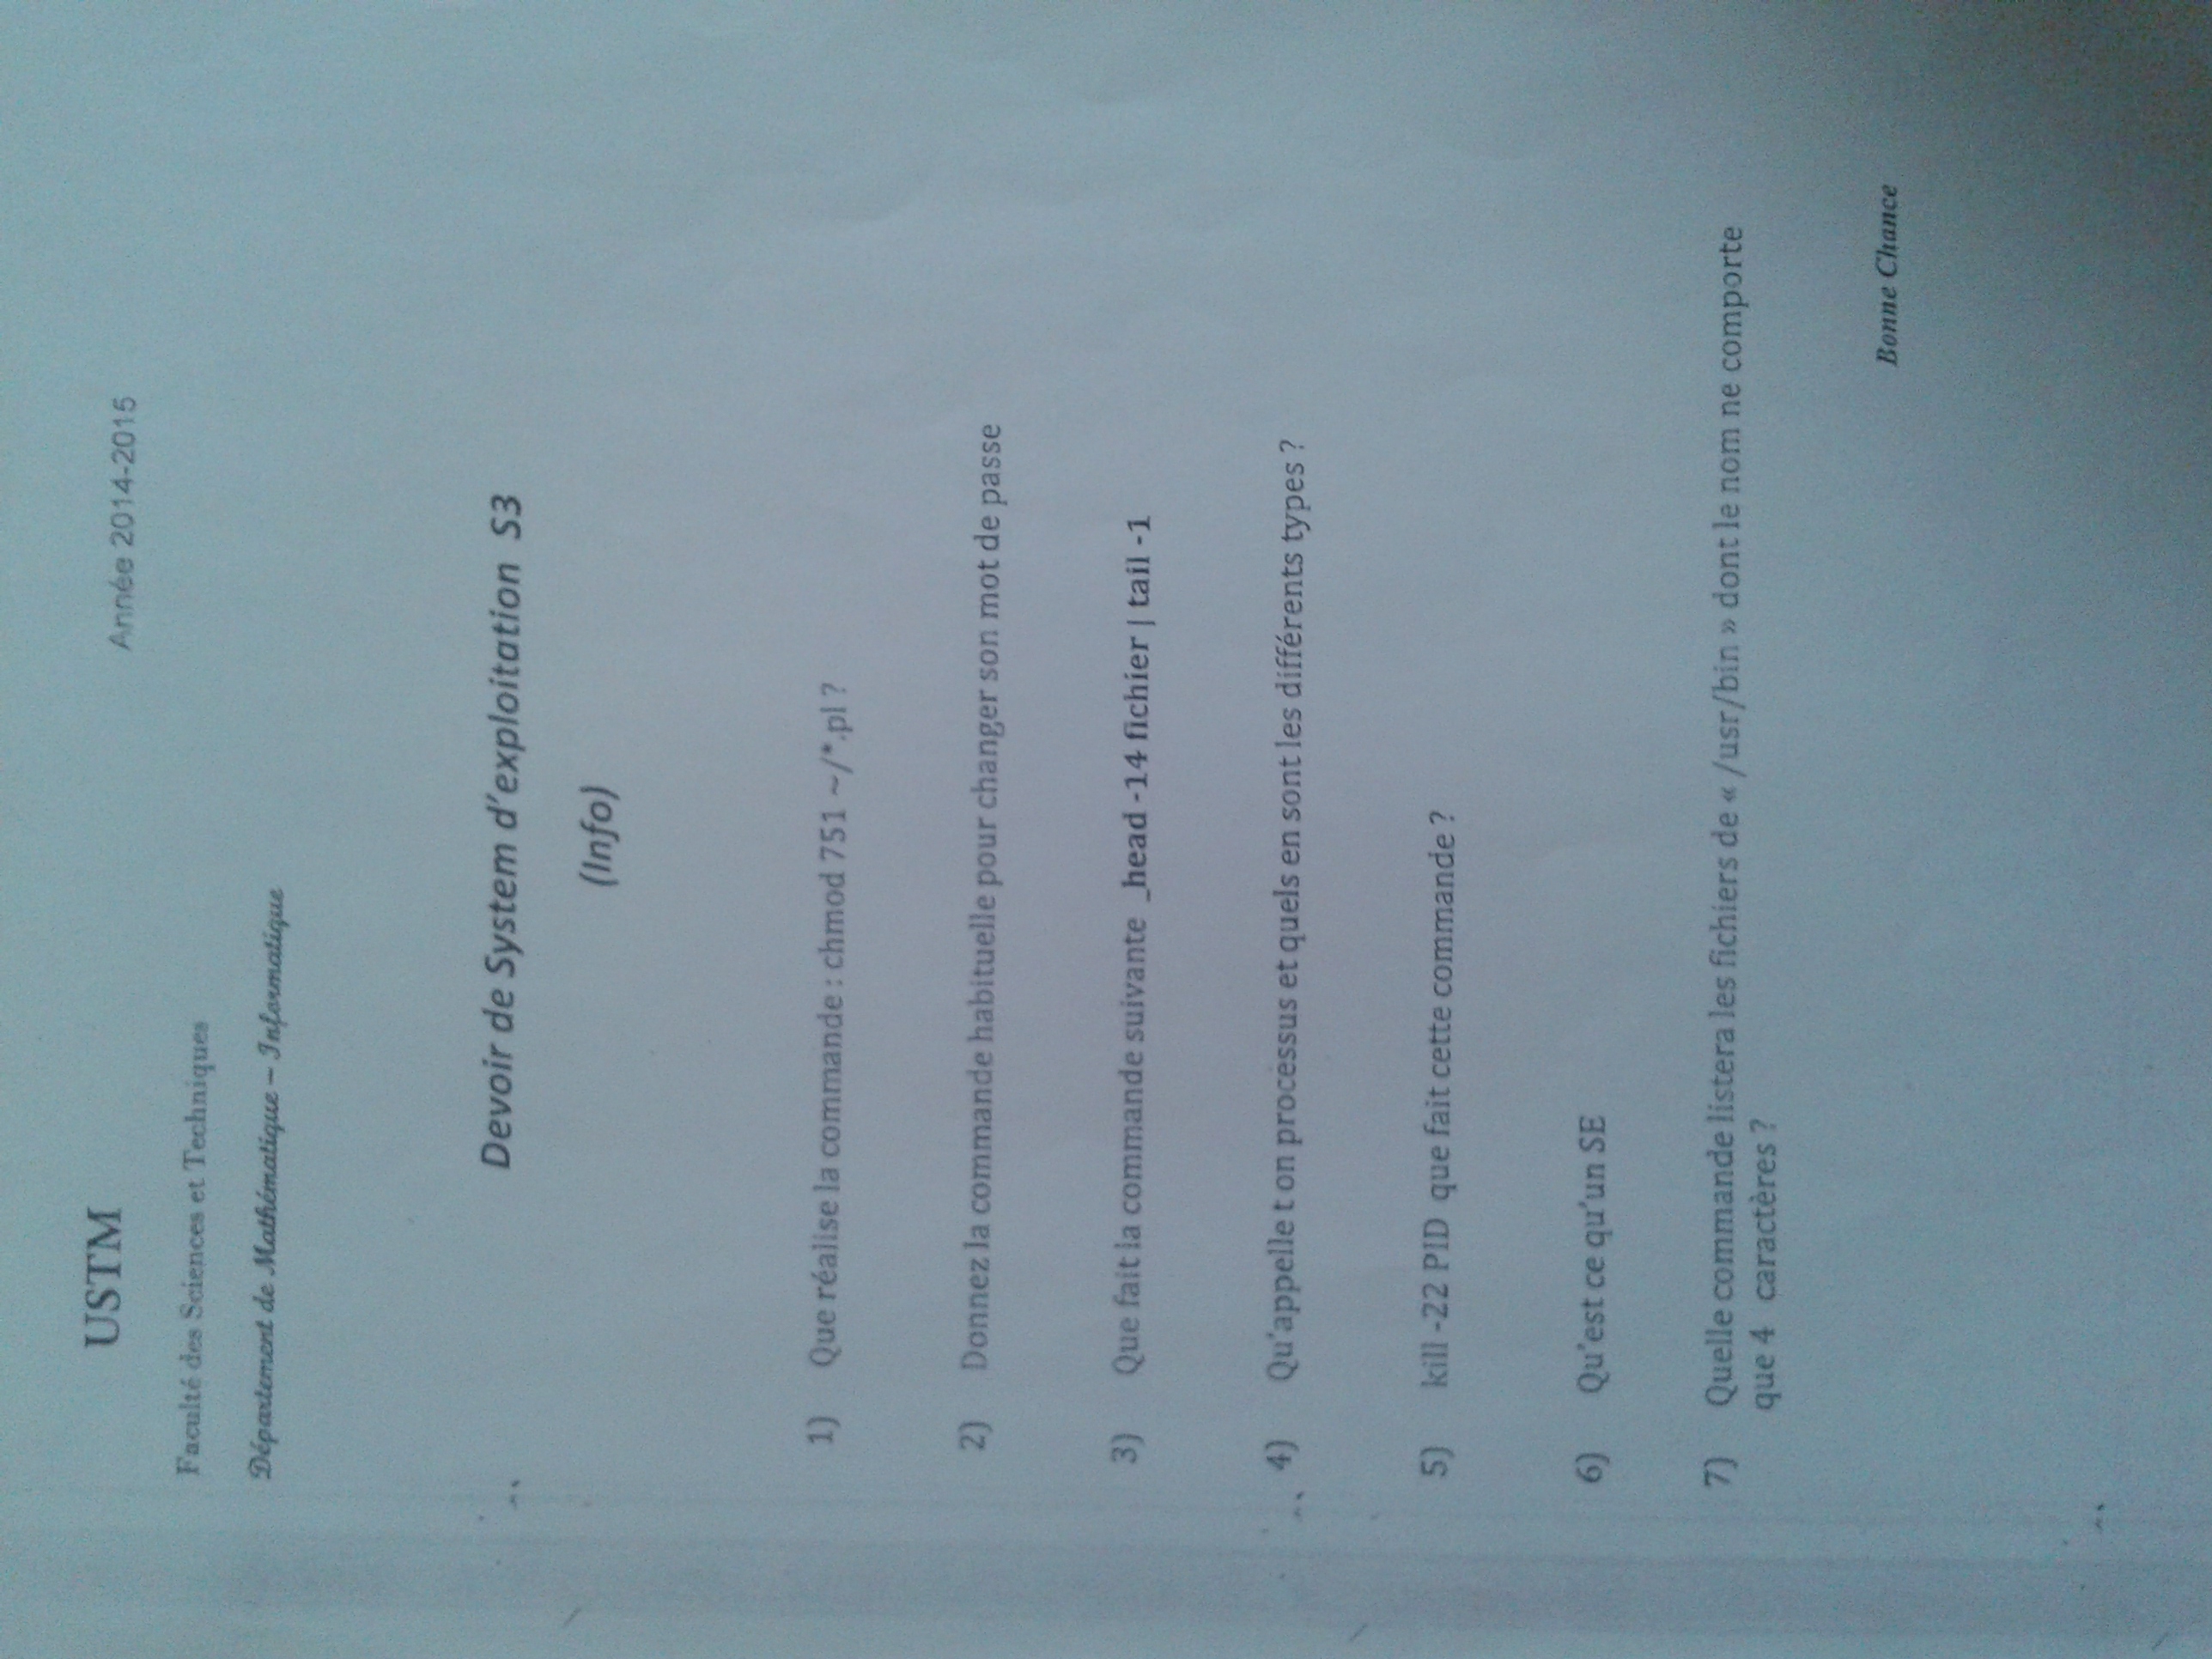 USTM
Année 2014-2015
Faculté des Sciences et Techniques
Département de Mathématique – Informatique
Devoir de System d'exploitation S3
(Info)
1) Que réalise la commande : chmod 751 ~/*.pl ?
2) Donnez la commande habituelle pour changer son mot de passe
3) Que fait la commande suivante _head -14 fichier | tail -1
4) Qu'appelle t on processus et quels en sont les différents types ?
5) kill -22 PID que fait cette commande ?
6) Qu'est ce qu'un SE
7) Quelle commande listera les fichiers de « /usr/bin » dont le nom ne comporte
que 4 caractères ?
Bonne Chance